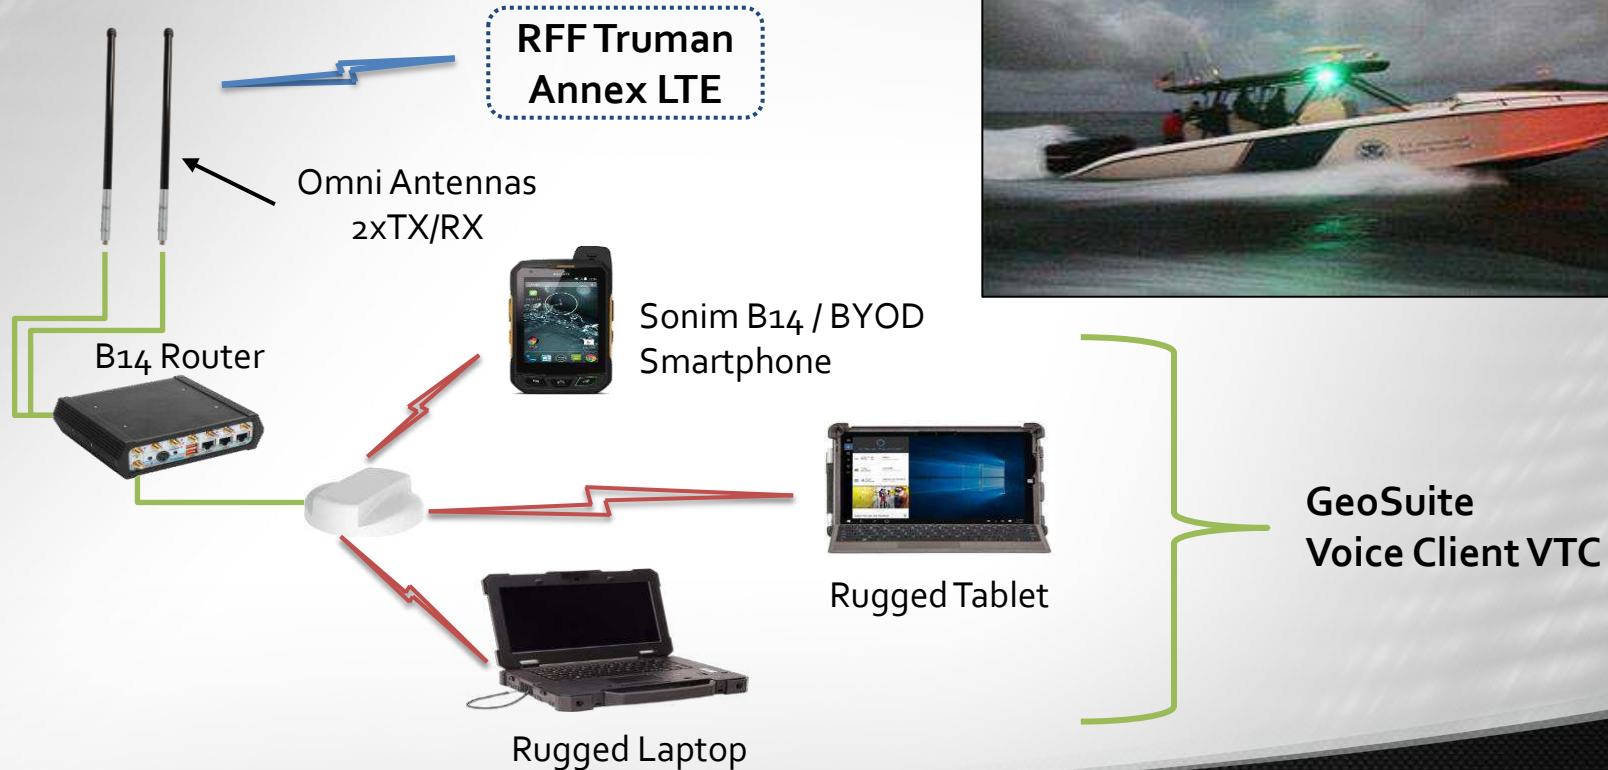 RFF Truman
Annex LTE
Omni Antennas
2xTX/RX
B14 Router
Sonim B14 / BYOD
Smartphone
Rugged Tablet
Rugged Laptop
GeoSuite
Voice Client VTC